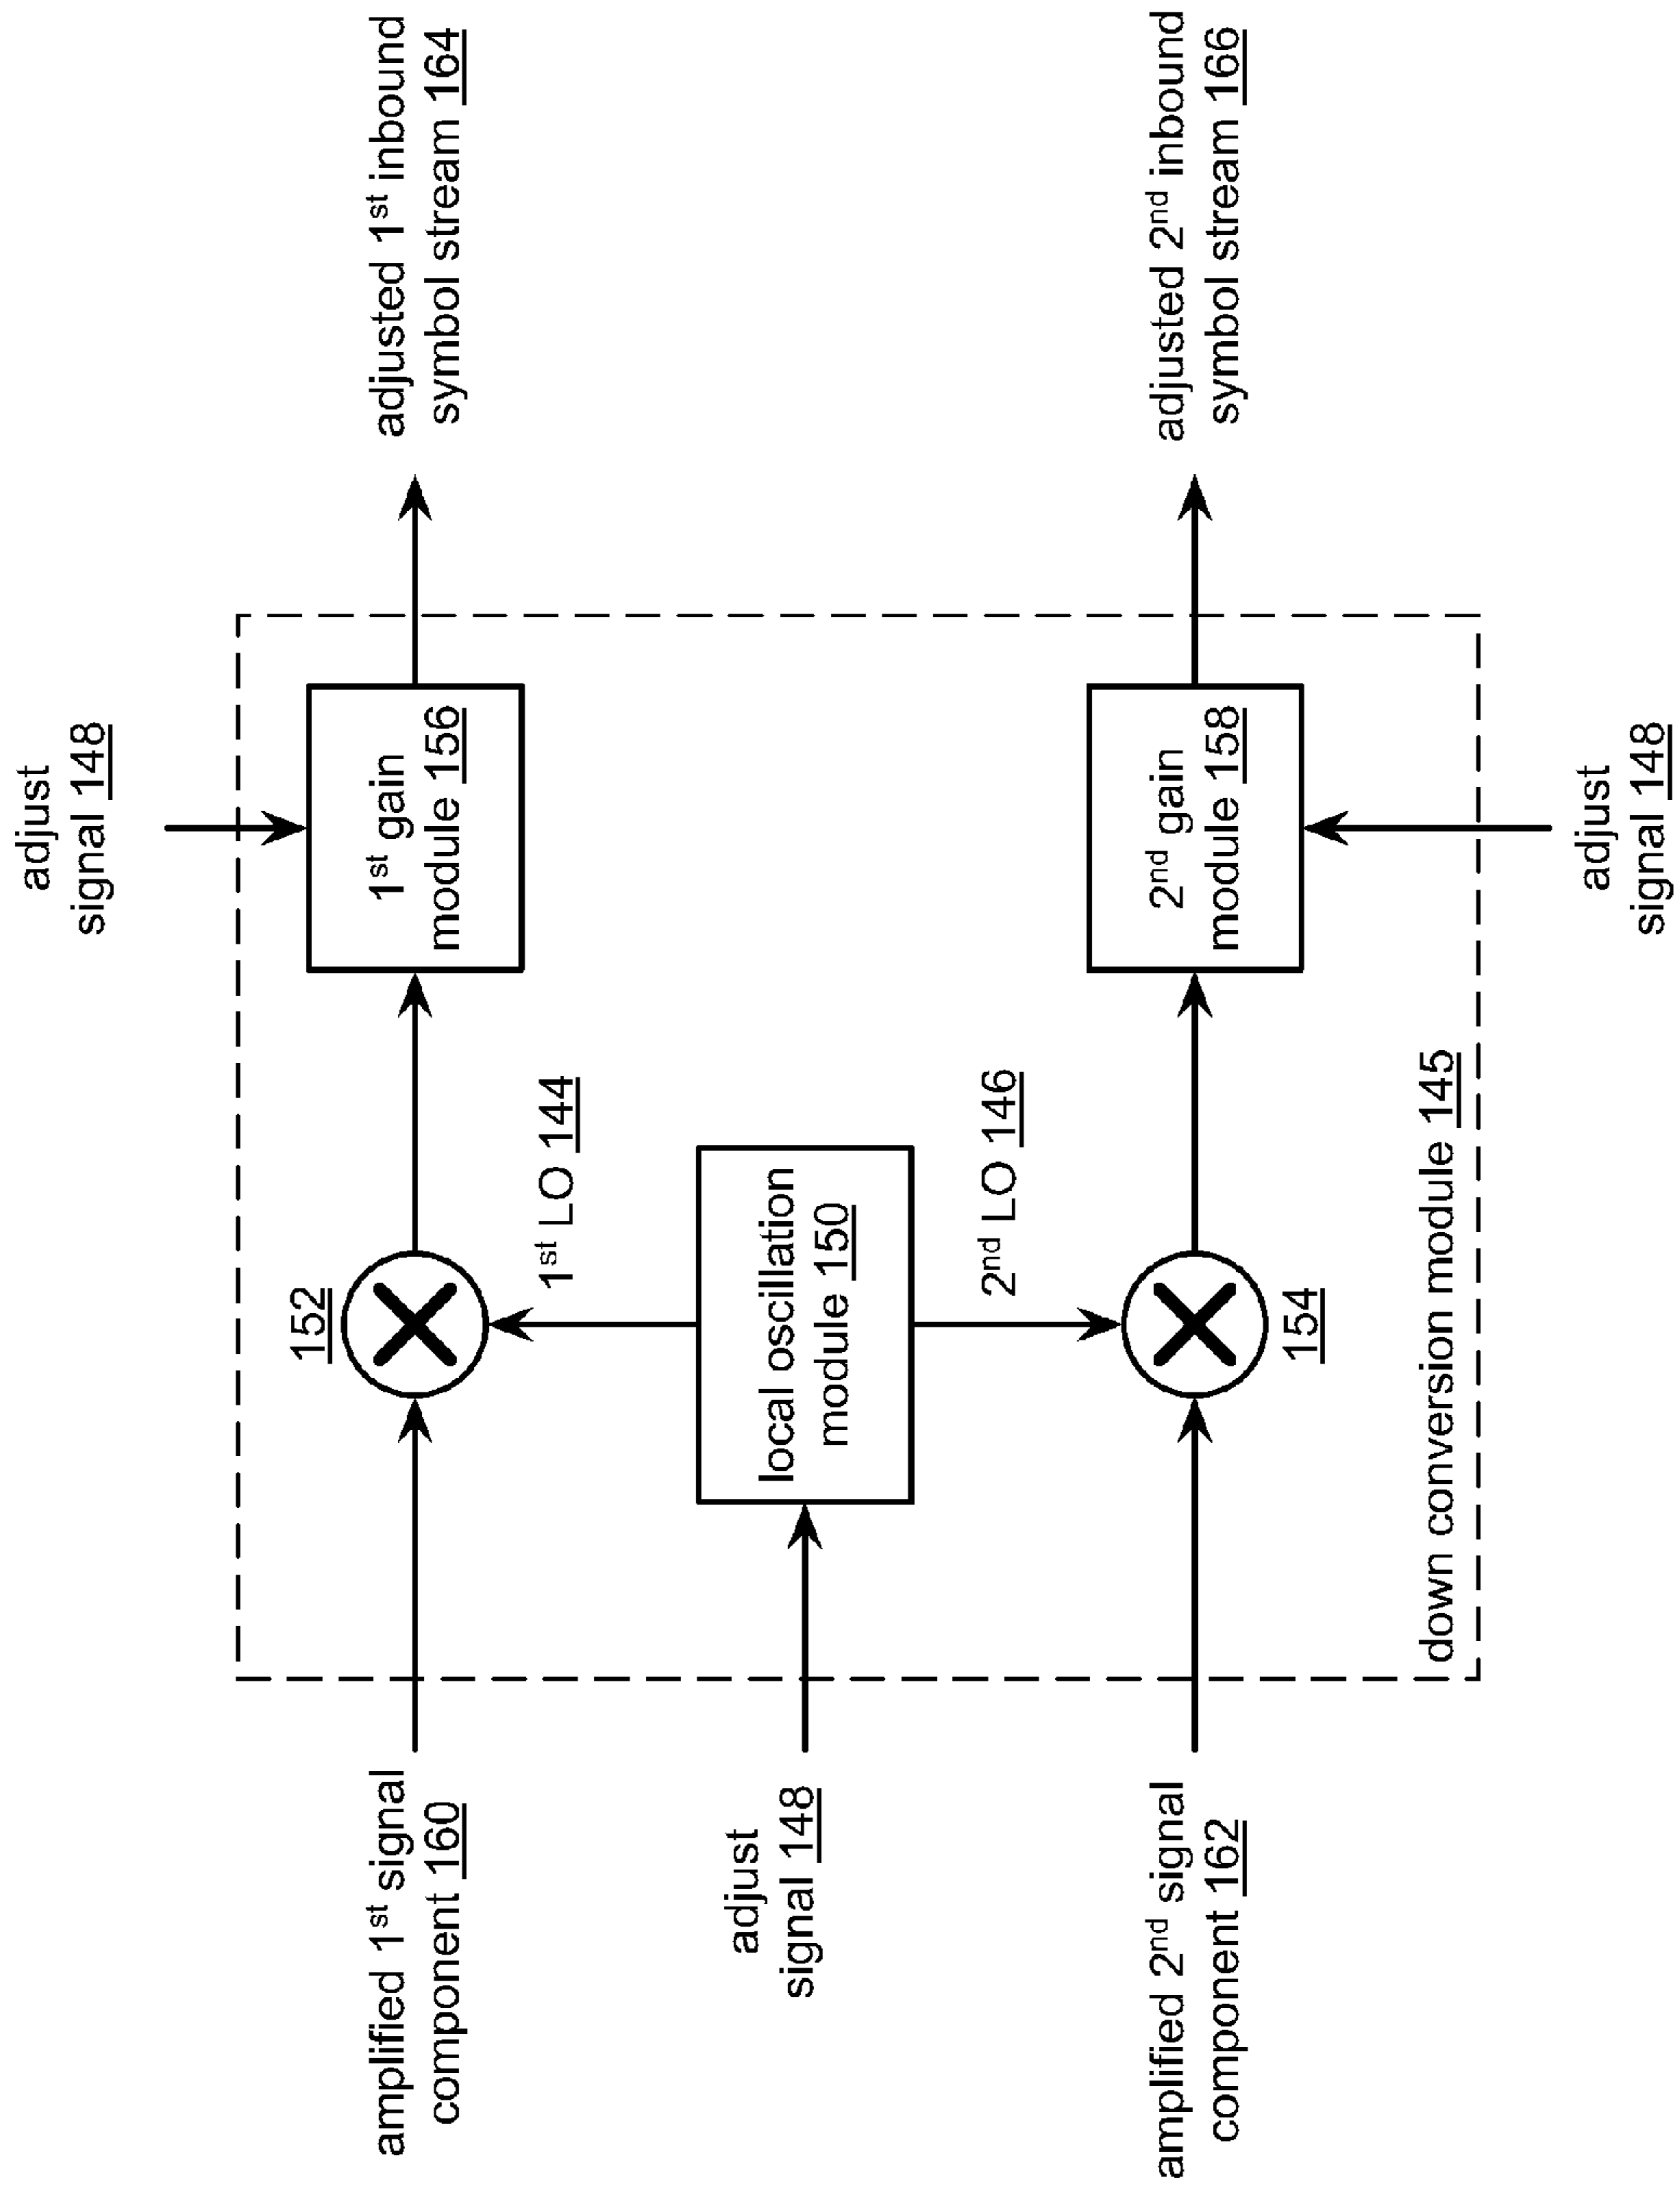 adjust
signal 148
amplified 1st signal
component 160
152
1st gain
module 156
adjusted 1st inbound
symbol stream 164
1st LO 144
adjust
signal 148
local oscillation
module 150
2nd LO 146
amplified 2nd signal
component 162
154
2nd gain
module 158
adjusted 2nd inbound
symbol stream 166
down conversion module 145
adjust
signal 148